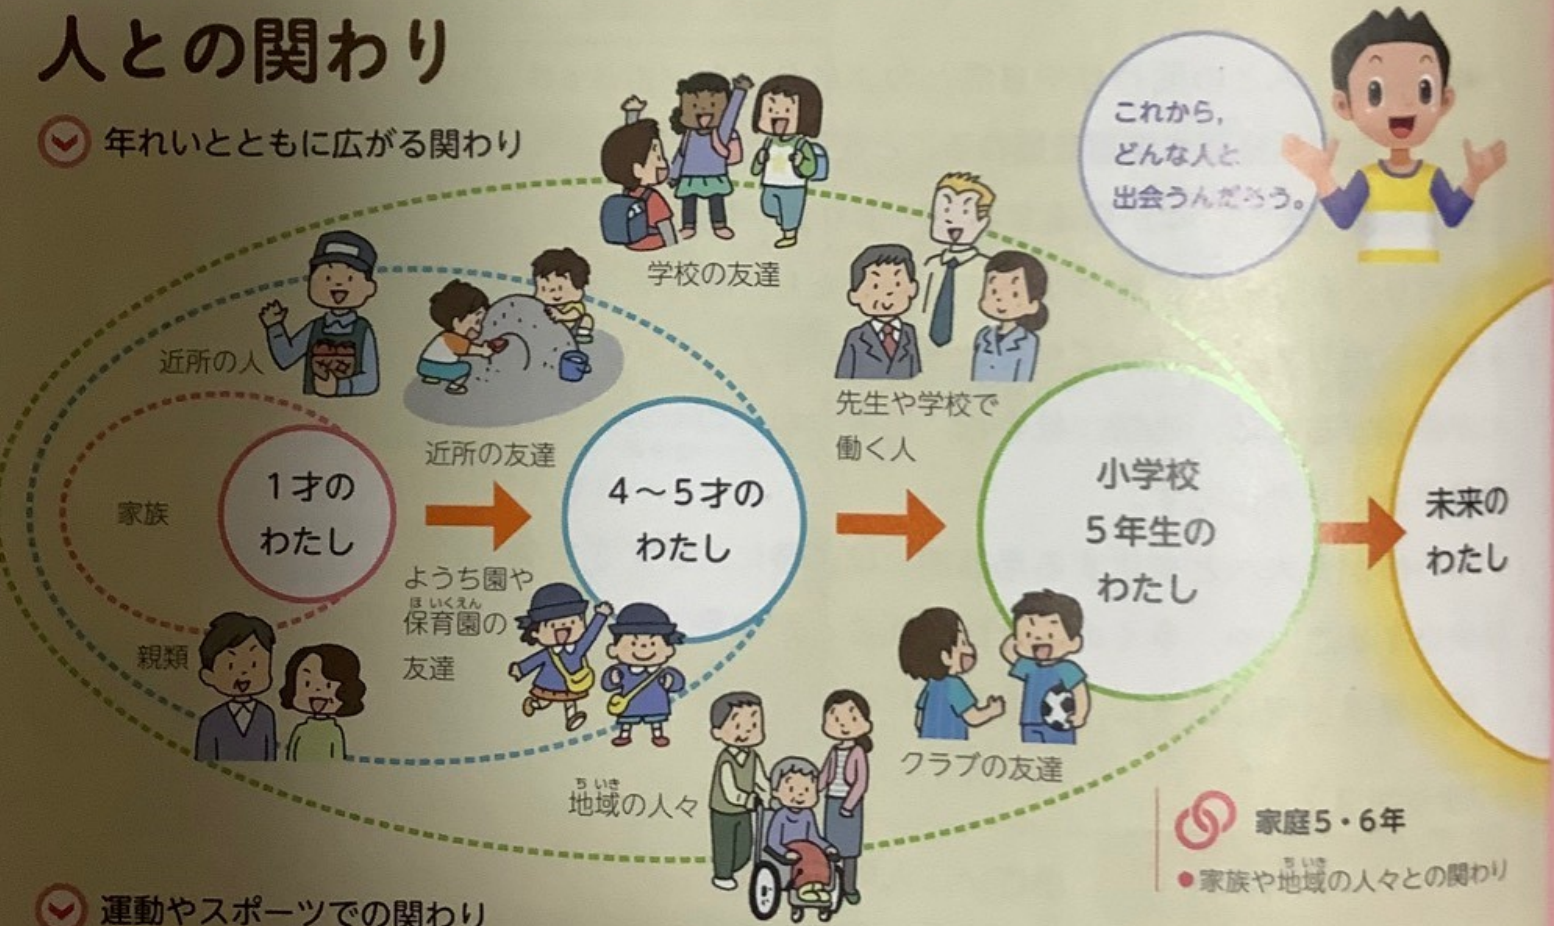 人との関わり
年れいとともに広がる関わり
これから,
どんな人と
出会うんだろう。
学校の友達
近所の人
近所の友達
先生や学校で
働く人
家族
1才の
わたし
4〜5才の
わたし
小学校
5年生の
わたし
未来の
わたし
親類
ようち園や
ほいくえん
保育園の
友達
ちいき
地域の人々
クラブの友達
家庭5・6年
ちいき
●家族や地域の人々との関わり
運動やスポーツでの関わり